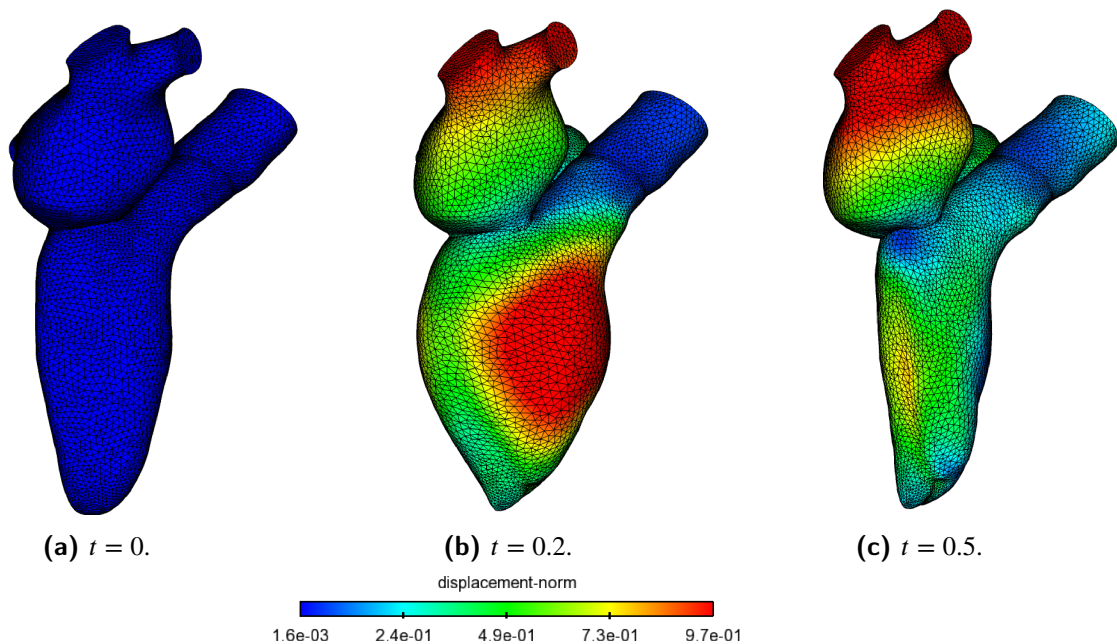 (a) t = 0.
(b) t = 0.2.
(c) t = 0.5.
displacement-norm
1.6e-03 2.4e-01 4.9e-01 7.3e-01 9.7e-01